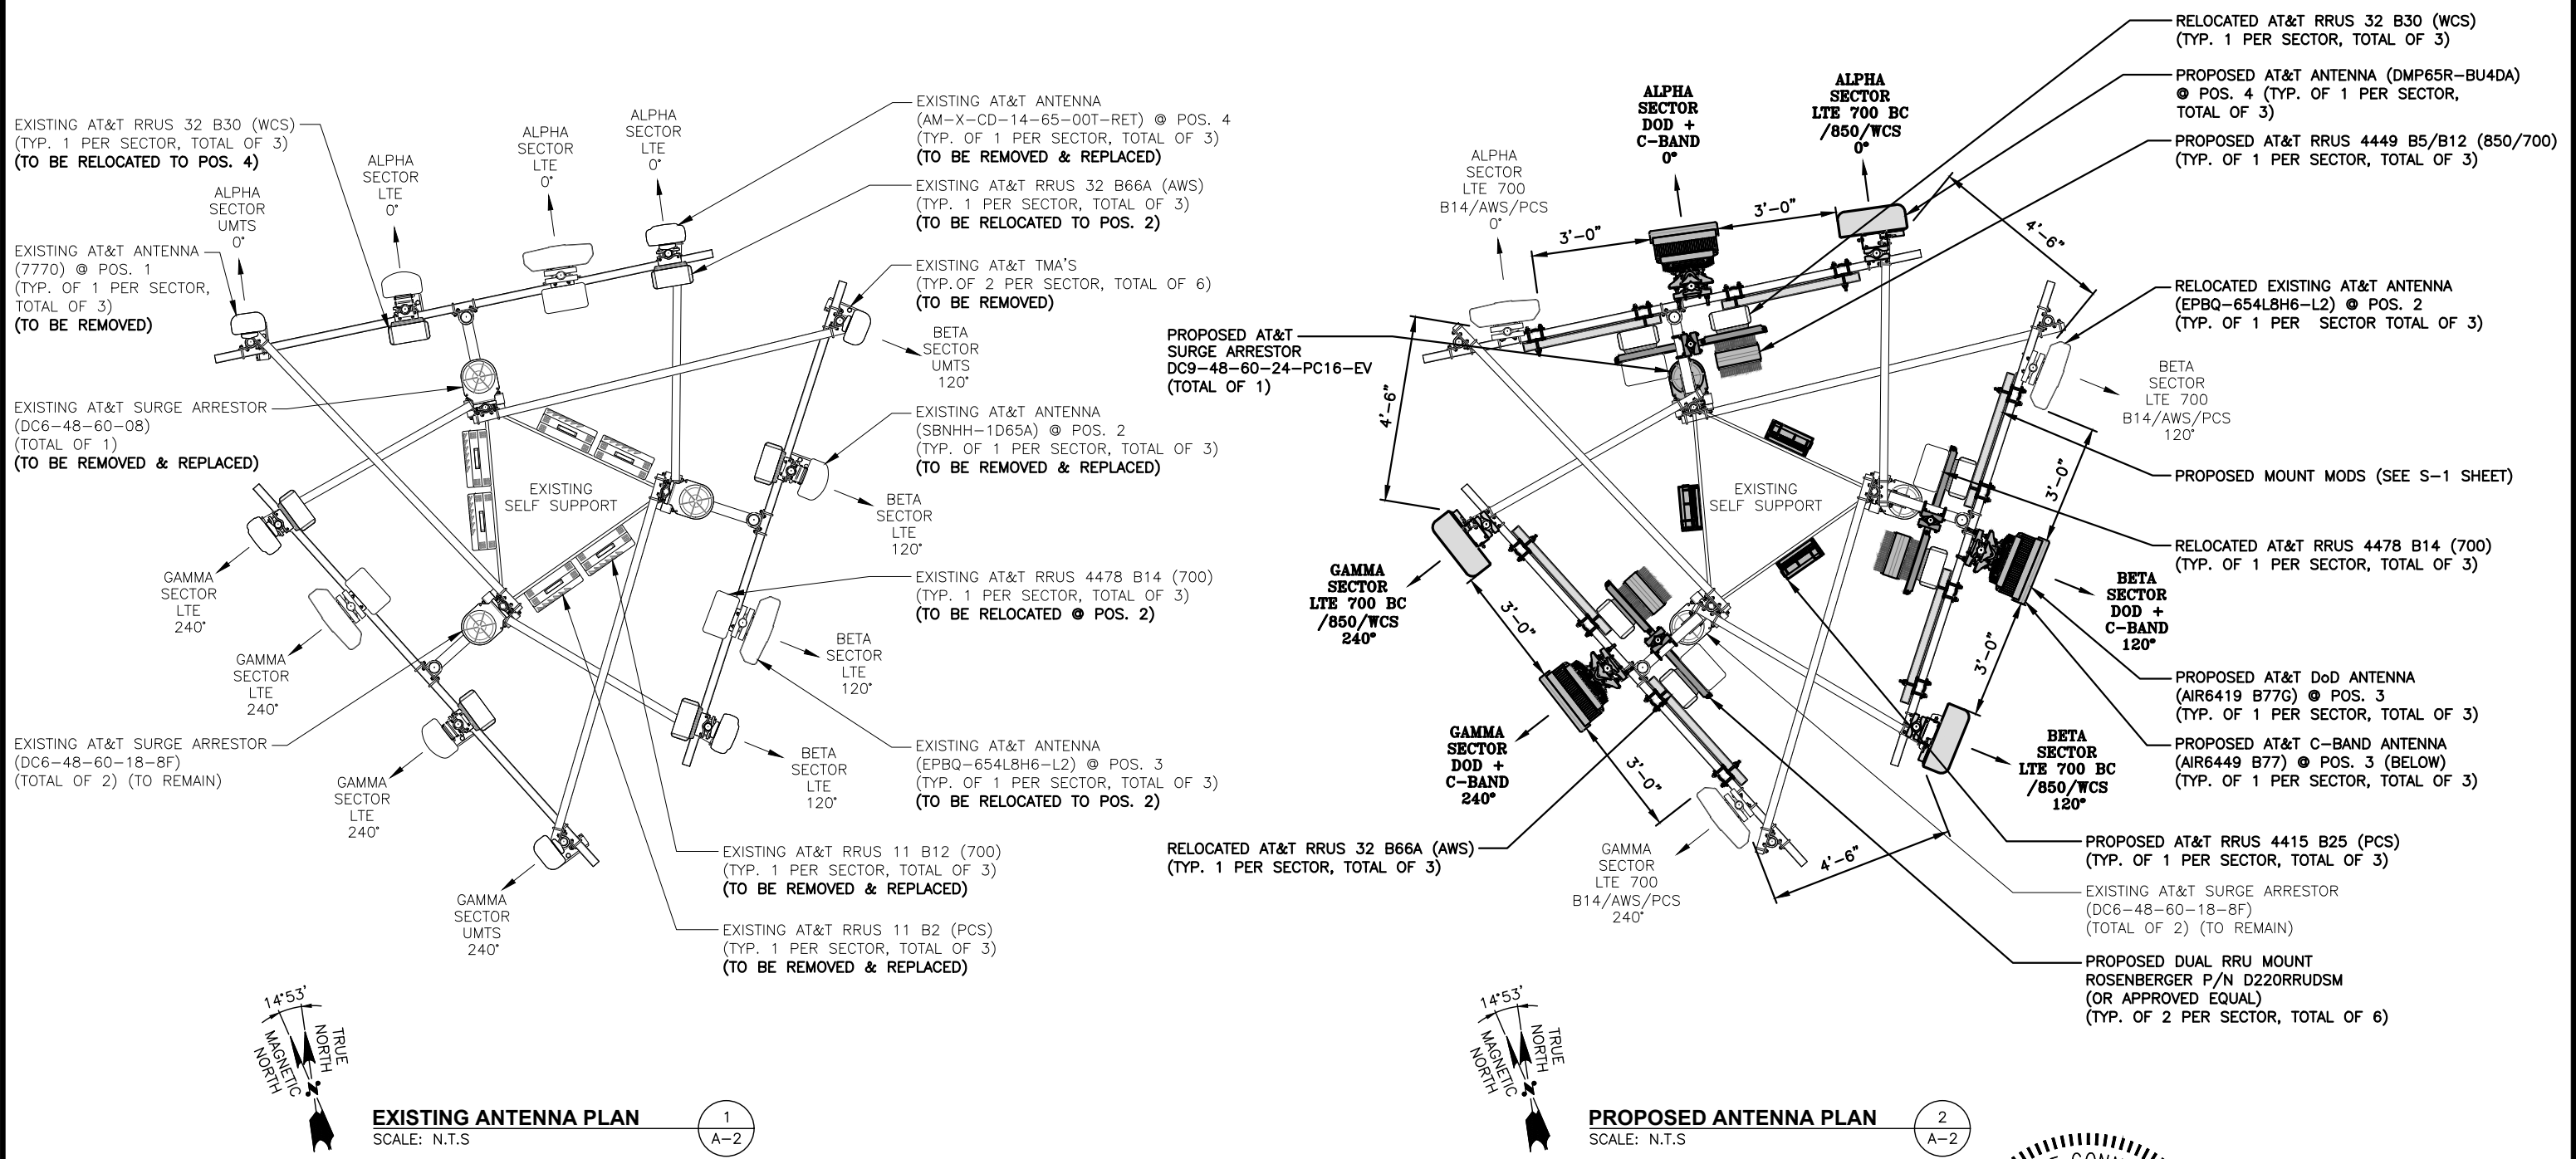 EXISTING AT&T RRUS 32 B30 (WCS)
(TYP. 1 PER SECTOR, TOTAL OF 3)
(TO BE RELOCATED TO POS. 4)
ALPHA
SECTOR
UMTS
0°
ALPHA
SECTOR
LTE
0°
ALPHA
SECTOR
LTE
0°
ALPHA
SECTOR
LTE
0°
EXISTING AT&T ANTENNA
(7770) @ POS. 1
(TYP. OF 1 PER SECTOR,
TOTAL OF 3)
(TO BE REMOVED)
EXISTING AT&T SURGE ARRESTOR
(DC6-48-60-08)
(TOTAL OF 1)
(TO BE REMOVED & REPLACED)
EXISTING AT&T SURGE ARRESTOR
(DC6-48-60-18-8F)
(TOTAL OF 2) (TO REMAIN)
EXISTING AT&T ANTENNA
(AM-X-CD-14-65-00T-RET) @ POS. 4
(TYP. OF 1 PER SECTOR, TOTAL OF 3)
(TO BE REMOVED & REPLACED)
EXISTING AT&T RRUS 32 B66A (AWS)
(TYP. 1 PER SECTOR, TOTAL OF 3)
(TO BE RELOCATED TO POS. 2)
EXISTING AT&T TMA'S
(TYP.OF 2 PER SECTOR, TOTAL OF 6)
(TO BE REMOVED)
BETA
SECTOR
UMTS
120°
EXISTING AT&T ANTENNA
(SBNHH-1D65A) @ POS. 2
(TYP. OF 1 PER SECTOR, TOTAL OF 3)
(TO BE REMOVED & REPLACED)
BETA
SECTOR
LTE
120°
EXISTING AT&T RRUS 4478 B14 (700)
(TYP. 1 PER SECTOR, TOTAL OF 3)
(TO BE RELOCATED @ POS. 2)
BETA
SECTOR
LTE
120°
EXISTING AT&T ANTENNA
(EPBQ-654L8H6-L2) @ POS. 3
(TYP. OF 1 PER SECTOR, TOTAL OF 3)
(TO BE RELOCATED TO POS. 2)
BETA
SECTOR
LTE
120°
EXISTING
SELF SUPPORT
GAMMA
SECTOR
LTE
240°
GAMMA
SECTOR
LTE
240°
GAMMA
SECTOR
LTE
240°
GAMMA
SECTOR
UMTS
240°
EXISTING AT&T RRUS 11 B12 (700)
(TYP. 1 PER SECTOR, TOTAL OF 3)
(TO BE REMOVED & REPLACED)
EXISTING AT&T RRUS 11 B2 (PCS)
(TYP. 1 PER SECTOR, TOTAL OF 3)
(TO BE REMOVED & REPLACED)
14°53'
TRUE
NORTH
MAGNETIC
NORTH
N
EXISTING ANTENNA PLAN
SCALE: N.T.S
1
A-2
ALPHA
SECTOR
LTE 700
B14/AWS/PCS
0°
ALPHA
SECTOR
DOD +
C-BAND
0°
ALPHA
SECTOR
LTE 700 BC
/850/WCS
0°
3'-0"
3'-0"
4'-6"
4'-6"
PROPOSED AT&T
SURGE ARRESTOR
DC9-48-60-24-PC16-EV
(TOTAL OF 1)
RELOCATED AT&T RRUS 32 B30 (WCS)
(TYP. 1 PER SECTOR, TOTAL OF 3)
PROPOSED AT&T ANTENNA (DMP65R-BU4DA)
@ POS. 4 (TYP. OF 1 PER SECTOR,
TOTAL OF 3)
PROPOSED AT&T RRUS 4449 B5/B12 (850/700)
(TYP. OF 1 PER SECTOR, TOTAL OF 3)
RELOCATED EXISTING AT&T ANTENNA
(EPBQ-654L8H6-L2) @ POS. 2
(TYP. OF 1 PER SECTOR TOTAL OF 3)
BETA
SECTOR
LTE 700
B14/AWS/PCS
120°
PROPOSED MOUNT MODS (SEE S-1 SHEET)
3'-0"
RELOCATED AT&T RRUS 4478 B14 (700)
(TYP. OF 1 PER SECTOR, TOTAL OF 3)
BETA
SECTOR
DOD +
C-BAND
120°
3'-0"
PROPOSED AT&T DoD ANTENNA
(AIR6419 B77G) @ POS. 3
(TYP. OF 1 PER SECTOR, TOTAL OF 3)
PROPOSED AT&T C-BAND ANTENNA
(AIR6449 B77) @ POS. 3 (BELOW)
(TYP. OF 1 PER SECTOR, TOTAL OF 3)
BETA
SECTOR
LTE 700 BC
/850/WCS
120°
PROPOSED AT&T RRUS 4415 B25 (PCS)
(TYP. OF 1 PER SECTOR, TOTAL OF 3)
EXISTING AT&T SURGE ARRESTOR
(DC6-48-60-18-8F)
(TOTAL OF 2) (TO REMAIN)
PROPOSED DUAL RRU MOUNT
ROSENBERGER P/N D220RRUDSM
(OR APPROVED EQUAL)
(TYP. OF 2 PER SECTOR, TOTAL OF 6)
EXISTING
SELF SUPPORT
GAMMA
SECTOR
LTE 700 BC
/850/WCS
240°
3'-0"
GAMMA
SECTOR
DOD +
C-BAND
240°
3'-0"
4'-6"
RELOCATED AT&T RRUS 32 B66A (AWS)
(TYP. 1 PER SECTOR, TOTAL OF 3)
GAMMA
SECTOR
LTE 700
B14/AWS/PCS
240°
14°53'
TRUE
NORTH
MAGNETIC
NORTH
N
PROPOSED ANTENNA PLAN
SCALE: N.T.S
2
A-2